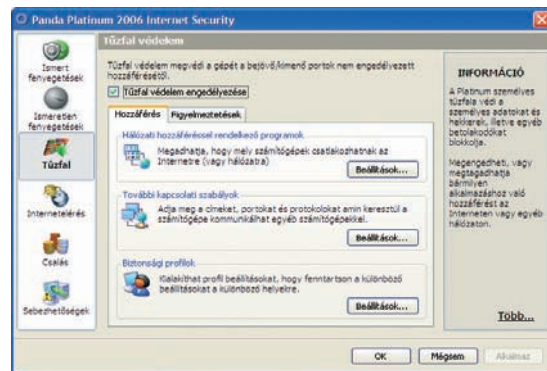 Panda Platinum 2006 Internet Security
Ismert
fenyegetések
Ismeretlen
fenyegetések
Tűzfal
Internetelérés
Csalás
Sebezhetőségek
Tűzfal védelem
Tűzfal védelem megvédi a gépét a bejövő/kimenő portok nem engedélyezett
hozzáférésétől.
Tűzfal védelem engedélyezése
Hozzáférés Figyelmeztetések
Hálózati hozzáféréssel rendelkező programok
Megadhatja, hogy mely számítógépek csatlakozhatnak az
Internetre (vagy hálózatra)
Beállítások...
További kapcsolati szabályok
Adja meg a címeket, portokat és protokolokat amin keresztül a
számítógépe kommunikálhat egyéb számítógépekkel.
Beállítások...
Biztonsági profilok
Kialakíthat profil beállításokat, hogy fenntartson a különböző
beállításokat a különböző helyekre.
Beállítások...
INFORMÁCIÓ
A Platinum személyes
tűzfala védi a
személyes adatokat és
hekkerek, illetve egyéb
betolakodókat
blokkolja.
Megengedheti, vagy
megtagadhatja
bármilyen
alkalmazáshoz való
hozzáférést az
Interneten vagy egyéb
hálózaton.
Több...
OK Mégsem Alkalmaz